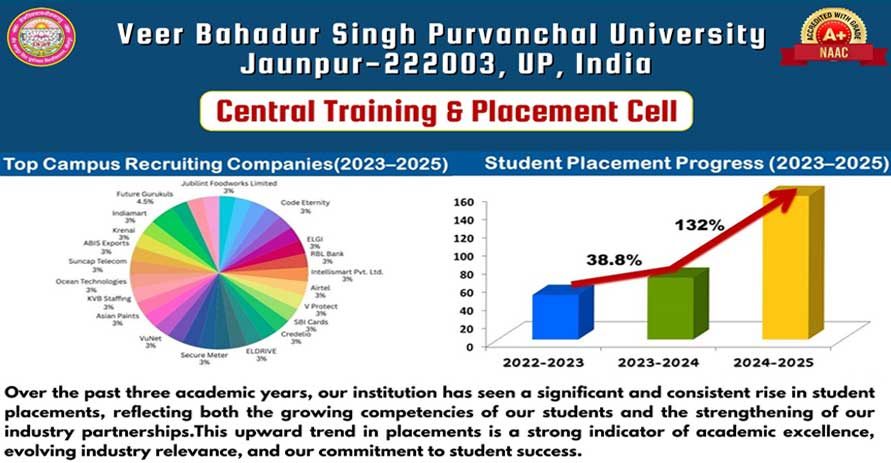 Veer Bahadur Singh Purvanchal University
Jaunpur-222003, UP, India
ACCREDITED WITH GRADE
A+
NAAC
Central Training & Placement Cell
Top Campus Recruiting Companies(2023–2025)
Jubilint Foodworks Limited
3%
Code Eternity
3%
ELGI
3%
RBL Bank
3%
Intellismart Pvt. Ltd.
3%
Airtel
3%
V Protect
3%
SBI Cards
3%
Credelio
3%
ELDRIVE
3%
Secure Meter
3%
VuNet
3%
Asian Paints
3%
KVB Staffing
3%
Ocean Technologies
3%
Suncap Telecom
3%
ABIS Exports
3%
Krenai
3%
Indiamart
3%
Future Gurukuls
4.5%
Student Placement Progress (2023–2025)
160
140
120
100
80
60
40
20
0
38.8%
132%
2022-2023
2023-2024
2024-2025
Over the past three academic years, our institution has seen a significant and consistent rise in student
placements, reflecting both the growing competencies of our students and the strengthening of our
industry partnerships.This upward trend in placements is a strong indicator of academic excellence,
evolving industry relevance, and our commitment to student success.